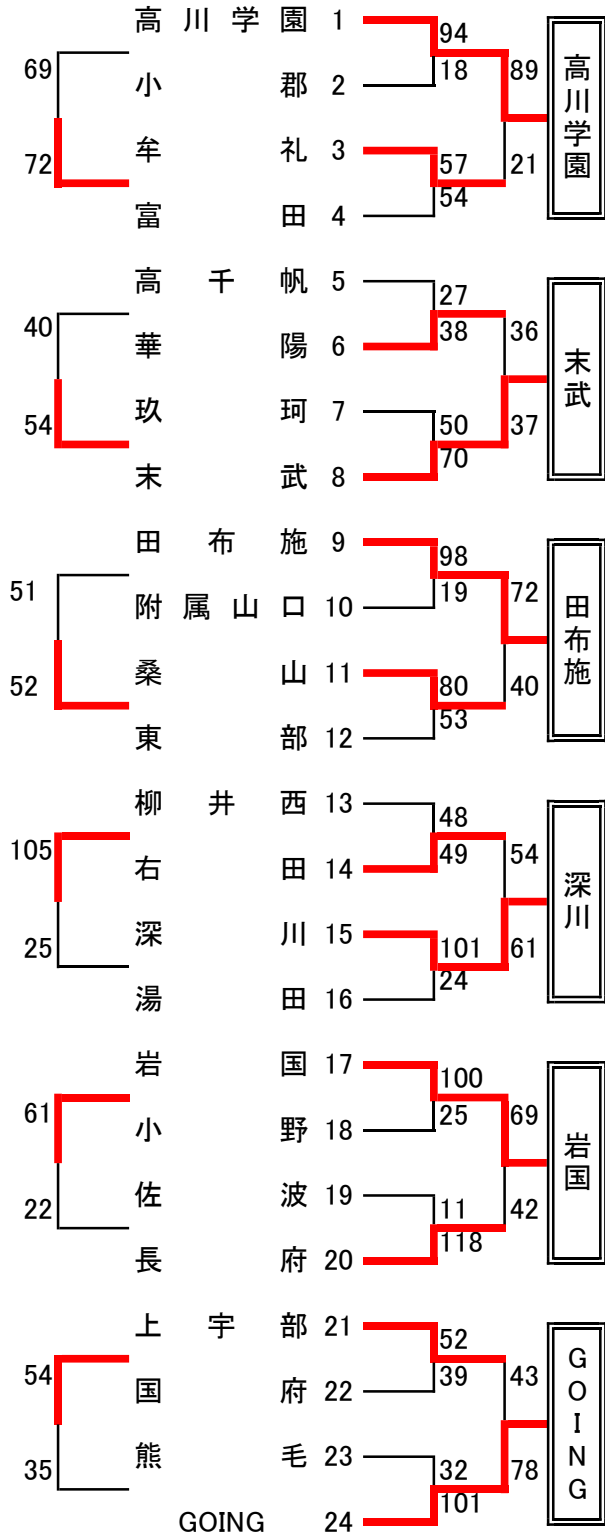 高川学園 1 94
69 18 89
小郡 2
牟礼 3 57
72 54 21
富田 4
高川学園
高千帆 5 27
40 38 36
華陽 6
玖珂 7 50
54 70 37
末武 8
末武
田布施 9 98
51 19 72
附属山口 10
桑山 11 80
52 53 40
東部 12
田布施
柳井西 13 48
105 49 54
右田 14
深川 15 101
25 24 61
湯田 16
深川
岩国 17 100
61 25 69
小野 18
佐波 19 11
22 118 42
長府 20
岩国
上宇部 21 52
54 39 43
国府 22
熊毛 23 32
35 101 78
GOING 24
GOING